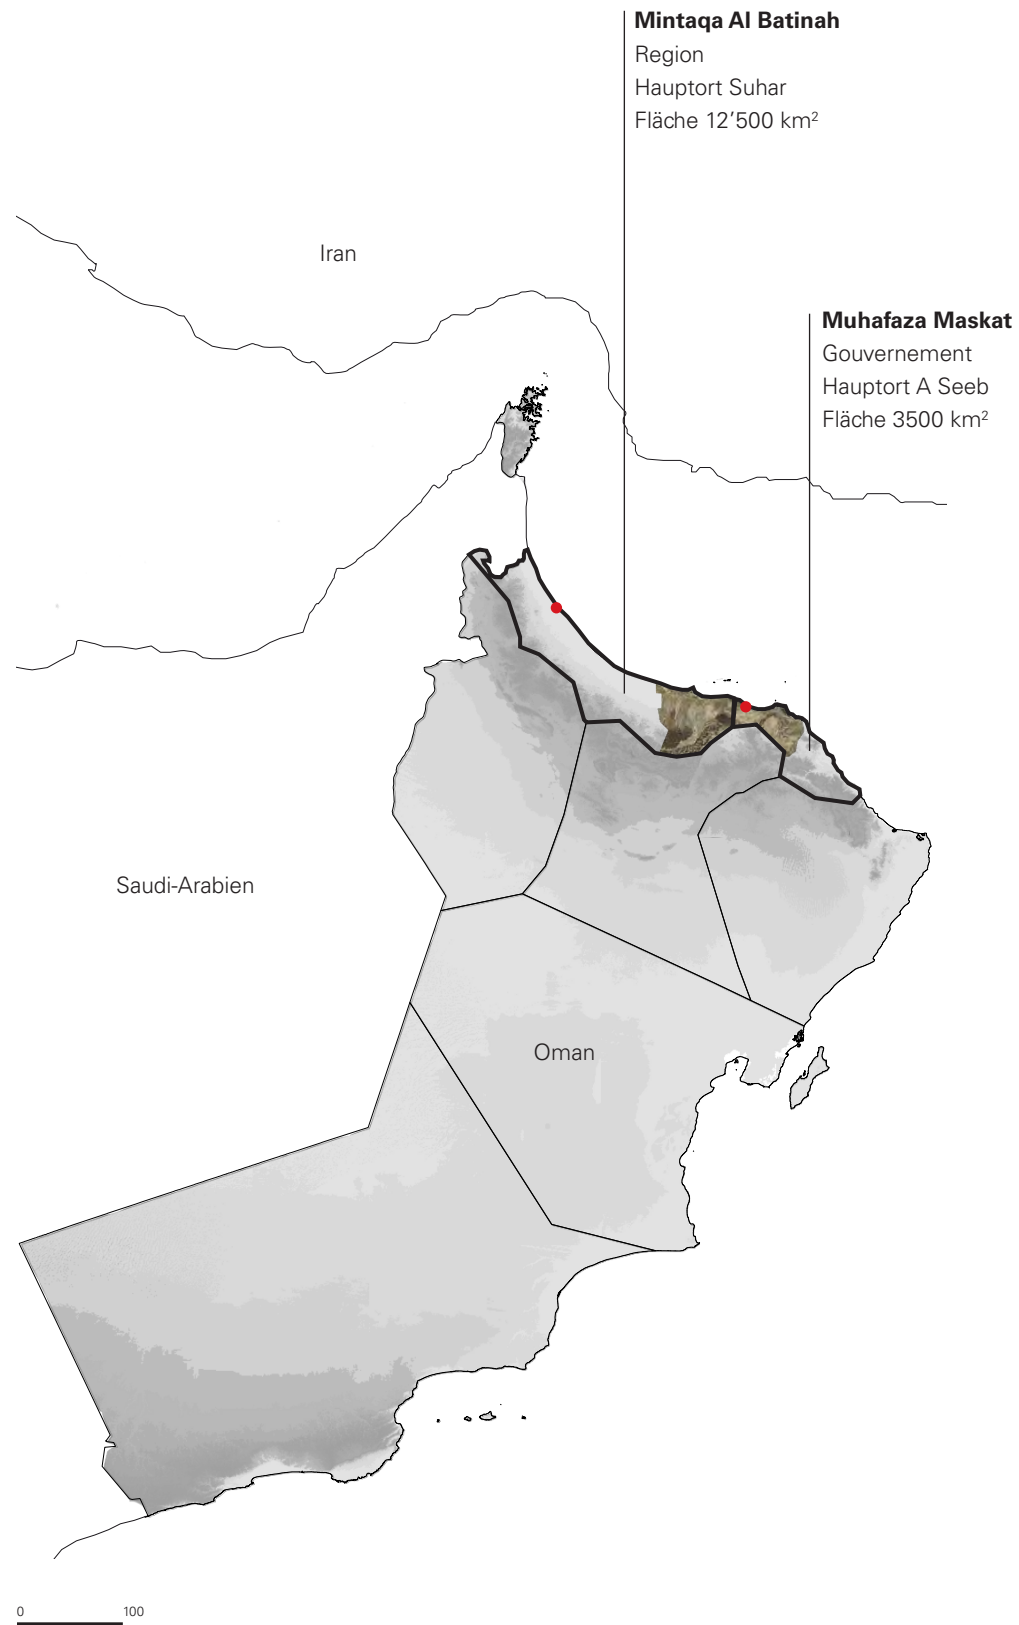 Mintaqa Al Batinah
Region
Hauptort Suhar
Fläche 12’500 km²
Iran
Muhafaza Maskat
Gouvernement
Hauptort A Seeb
Fläche 3500 km²
Saudi-Arabien
Oman
0 100